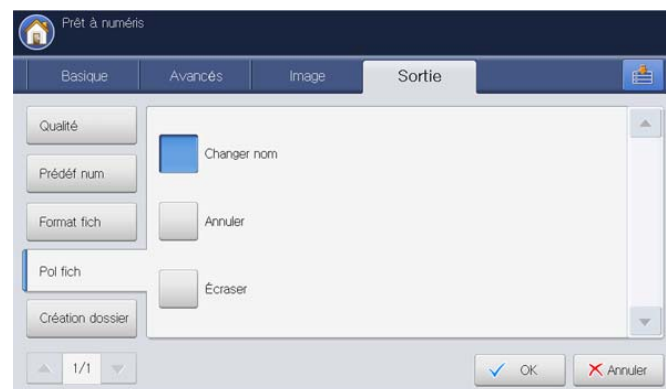 Prêt à numéris
Basique Avancés Image Sortie
Qualité
Prédéf num
Format fich
Pol fich
Création dossier
Changer nom
Annuler
Écraser
1/1
OK Annuler